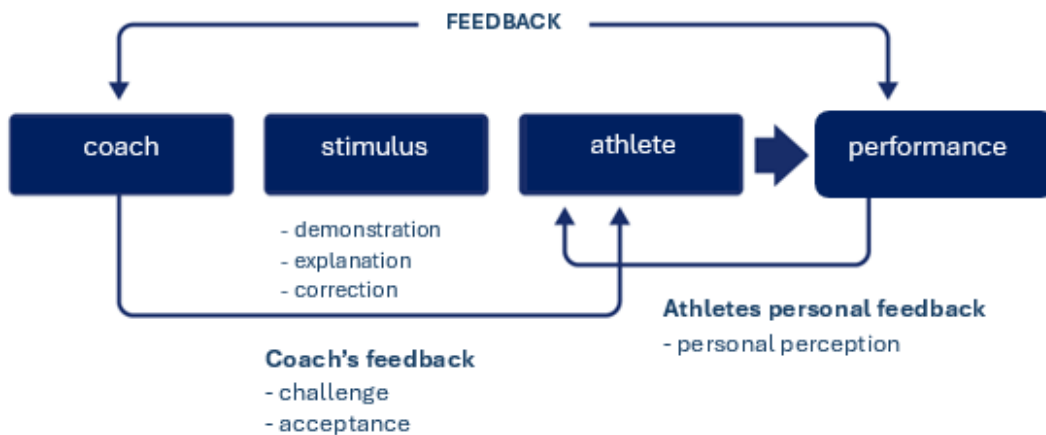 FEEDBACK
coach
stimulus
athlete
performance
- demonstration
- explanation
- correction
Coach's feedback
- challenge
- acceptance
Athletes personal feedback
- personal perception